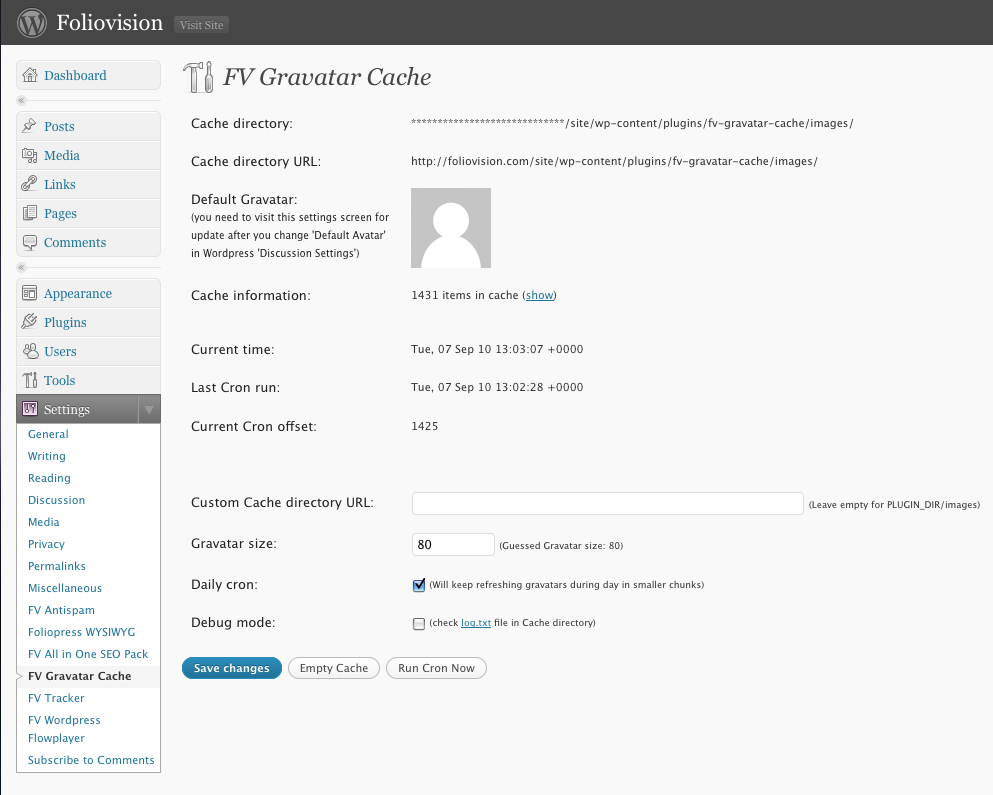 Foliovision Visit Site
Dashboard
Posts
Media
Links
Pages
Comments
Appearance
Plugins
Users
Tools
Settings
General
Writing
Reading
Discussion
Media
Privacy
Permalinks
Miscellaneous
FV Antispam
Foliopress WYSIWYG
FV All in One SEO Pack
FV Gravatar Cache
FV Tracker
FV Wordpress
Flowplayer
Subscribe to Comments
FV Gravatar Cache
Cache directory: *****************************/site/wp-content/plugins/fv-gravatar-cache/images/
Cache directory URL: http://foliovision.com/site/wp-content/plugins/fv-gravatar-cache/images/
Default Gravatar:
(you need to visit this settings screen for
update after you change 'Default Avatar'
in Wordpress 'Discussion Settings')
Cache information: 1431 items in cache (show)
Current time: Tue, 07 Sep 10 13:03:07 +0000
Last Cron run: Tue, 07 Sep 10 13:02:28 +0000
Current Cron offset: 1425
Custom Cache directory URL: (Leave empty for PLUGIN_DIR/images)
Gravatar size: 80 (Guessed Gravatar size: 80)
Daily cron: (Will keep refreshing gravatars during day in smaller chunks)
Debug mode: (check log.txt file in Cache directory)
Save changes Empty Cache Run Cron Now